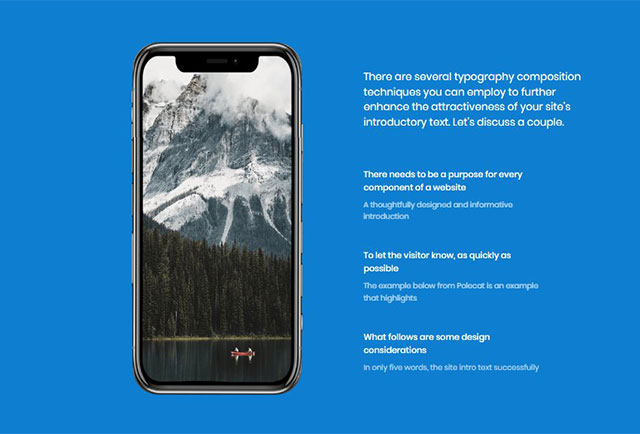 There are several typography composition
techniques you can employ to further
enhance the attractiveness of your site's
introductory text. Let's discuss a couple.
There needs to be a purpose for every
component of a website
A thoughtfully designed and informative
introduction
To let the visitor know, as quickly as
possible
The example below from Polecat is an example
that highlights
What follows are some design
considerations
In only five words, the site intro text successfully